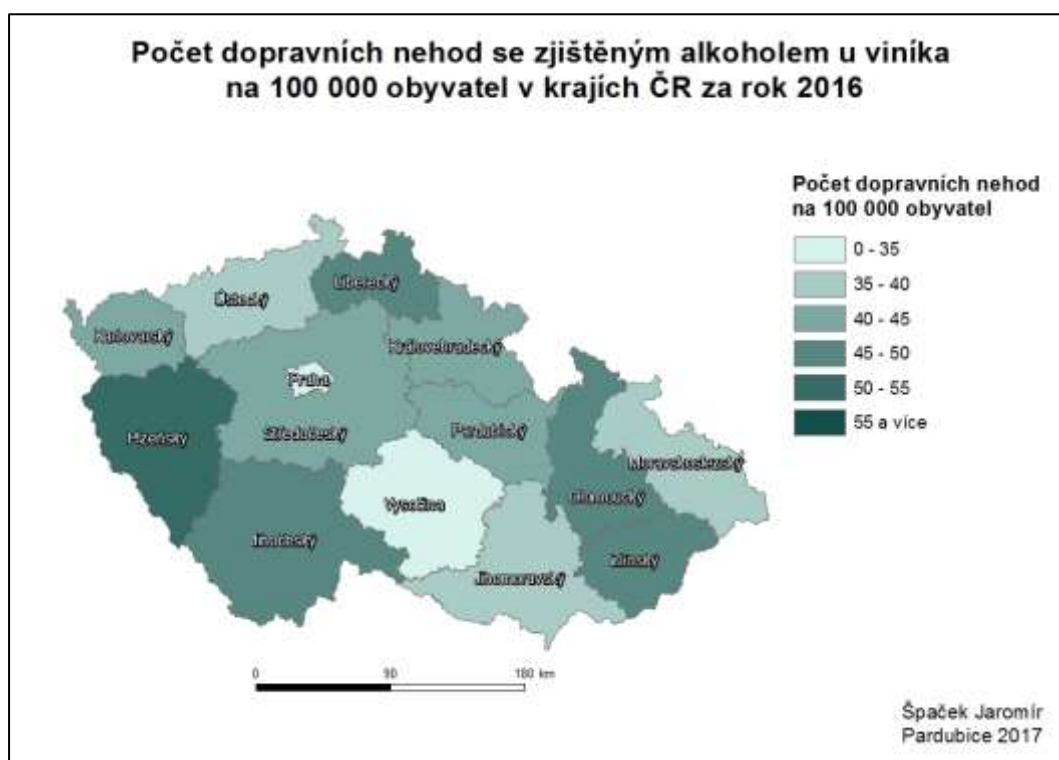 Počet dopravních nehod se zjištěným alkoholem u viníka
na 100 000 obyvatel v krajích ČR za rok 2016
Počet dopravních nehod
na 100 000 obyvatel
0 - 35
35 - 40
40 - 45
45 - 50
50 - 55
55 a více
Liberecký
Ústecký
Karlovarský
Královehradecký
Praha
Plzeňský
Středočeský
Pardubický
Moravskoslezský
Vysočina
Olomoucký
Jihočeský
Zlínský
Jihomoravský
0 90 180 km
Špaček Jaromír
Pardubice 2017